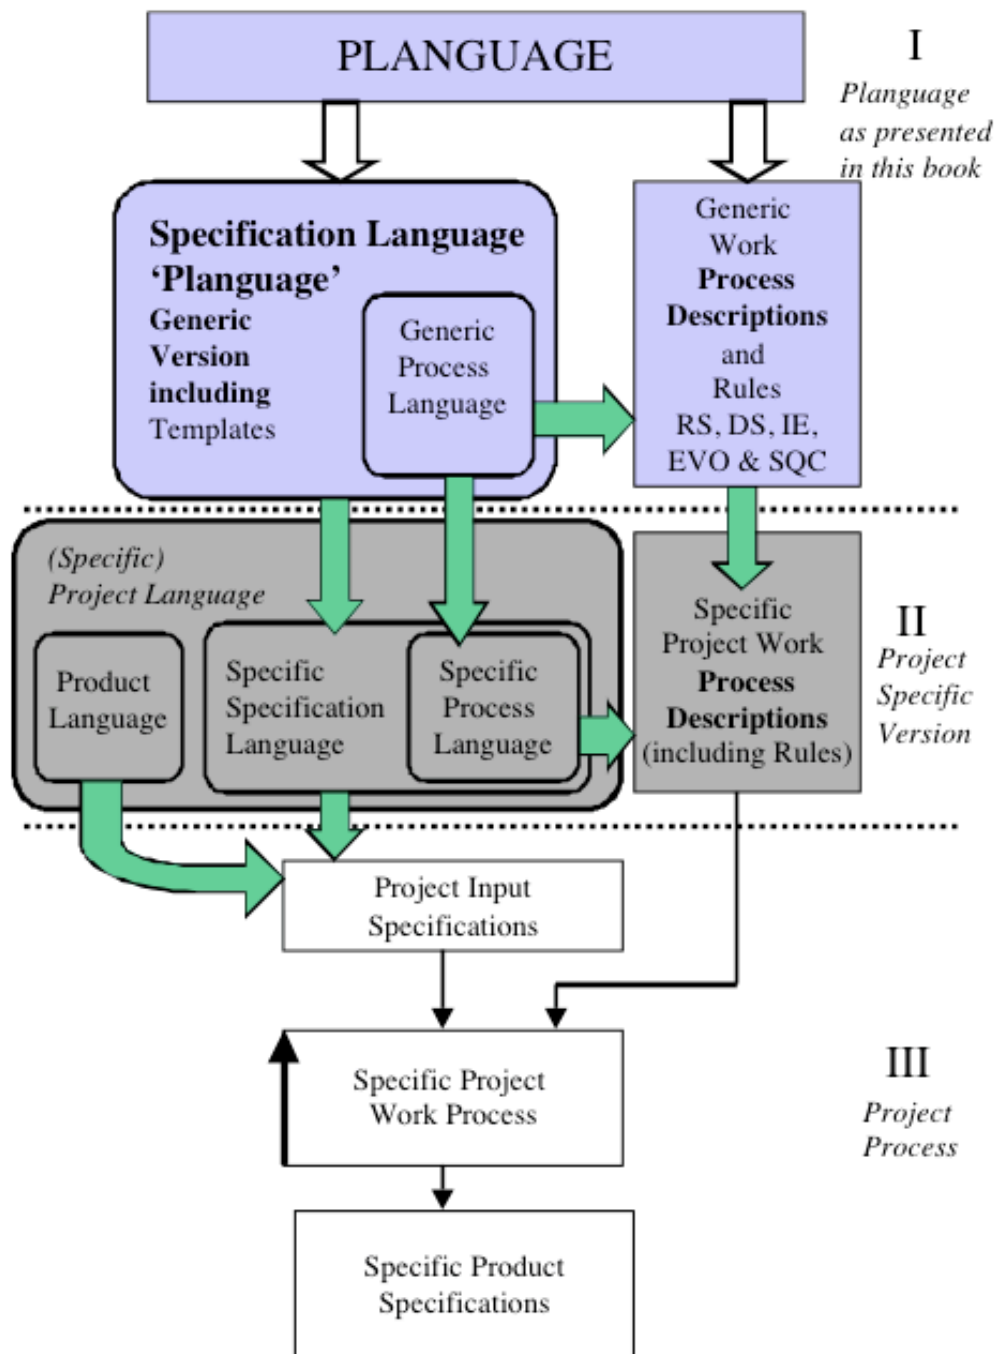 PLANGUAGE
I
Planguage
as presented
in this book
Specification Language
‘Planguage’
Generic
Version
including
Templates
Generic
Process
Language
Generic
Work
Process
Descriptions
and
Rules
RS, DS, IE,
EVO & SQC
(Specific)
Project Language
Product
Language
Specific
Specification
Language
Specific
Process
Language
Specific
Project Work
Process
Descriptions
(including Rules)
II
Project
Specific
Version
Project Input
Specifications
Specific Project
Work Process
III
Project
Process
Specific Product
Specifications